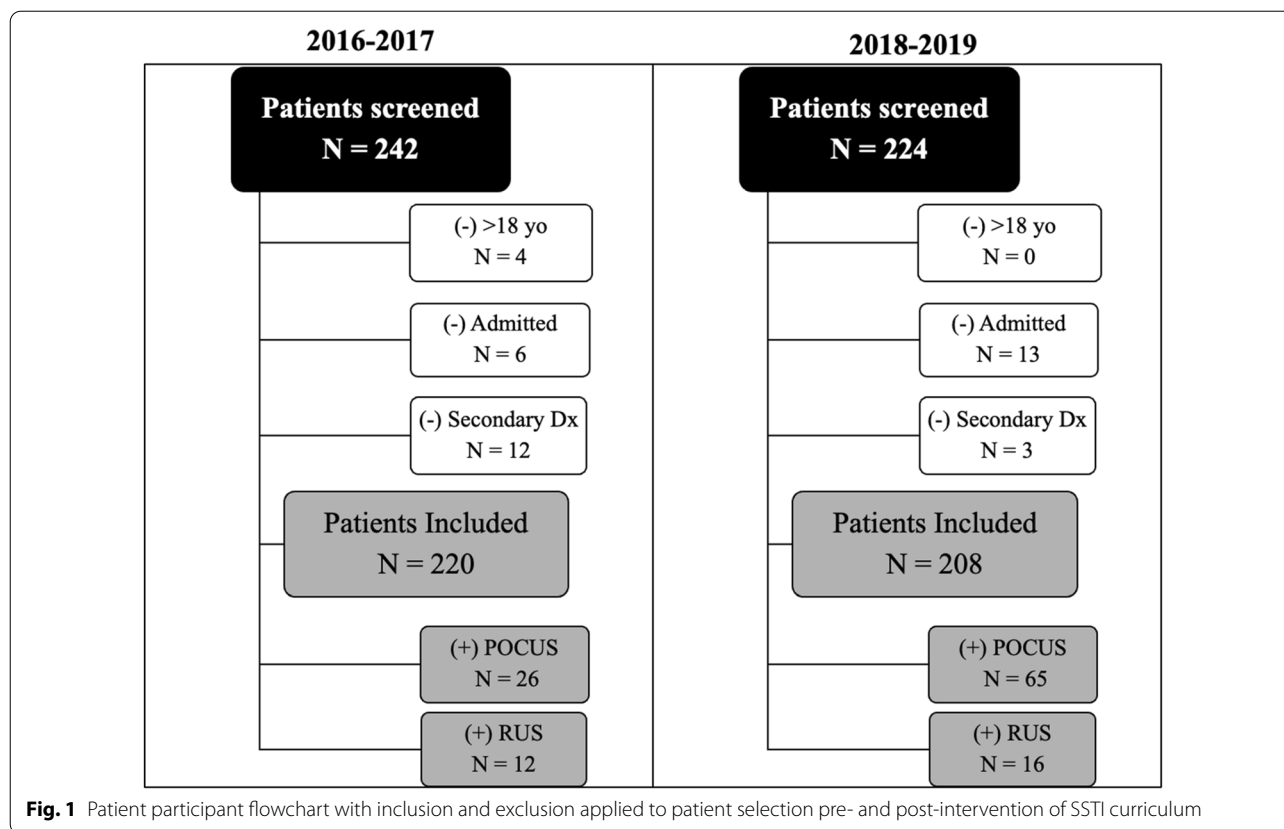 2016-2017
Patients screened
N = 242
(-) >18 yo
N = 4
(-) Admitted
N = 6
(-) Secondary Dx
N = 12
Patients Included
N = 220
(+) POCUS
N = 26
(+) RUS
N = 12
2018-2019
Patients screened
N = 224
(-) >18 yo
N = 0
(-) Admitted
N = 13
(-) Secondary Dx
N = 3
Patients Included
N = 208
(+) POCUS
N = 65
(+) RUS
N = 16
Fig. 1 Patient participant flowchart with inclusion and exclusion applied to patient selection pre- and post-intervention of SSTI curriculum